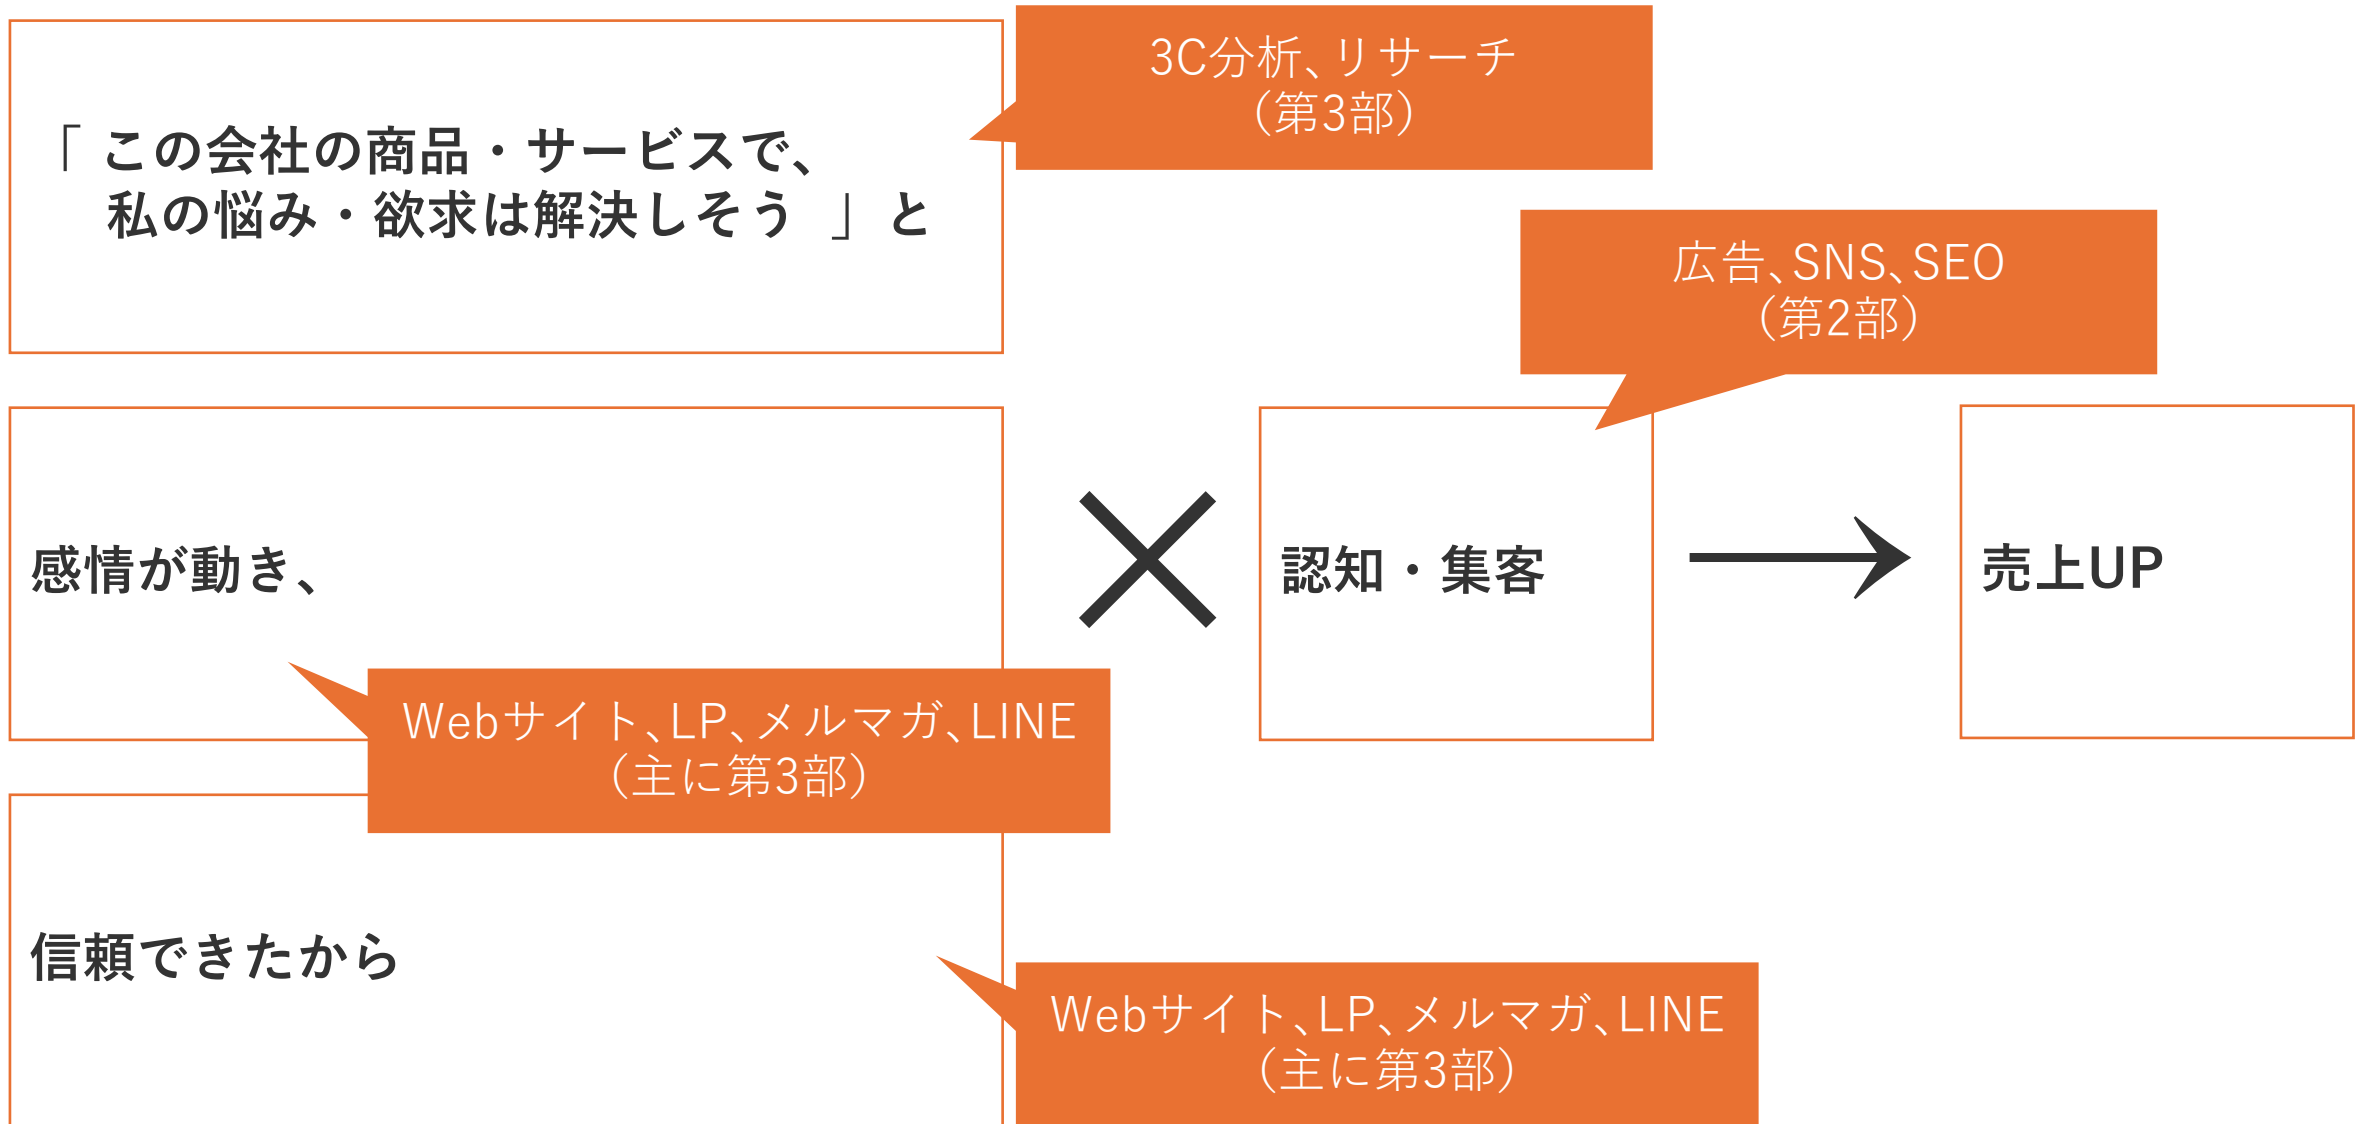 3C分析、リサーチ
（第3部）
「 この会社の商品・サービスで、
私の悩み・欲求は解決しそう 」と
広告、SNS、SEO
（第2部）
感情が動き、
認知・集客
売上UP
Webサイト、LP、メルマガ、LINE
（主に第3部）
信頼できたから
Webサイト、LP、メルマガ、LINE
（主に第3部）